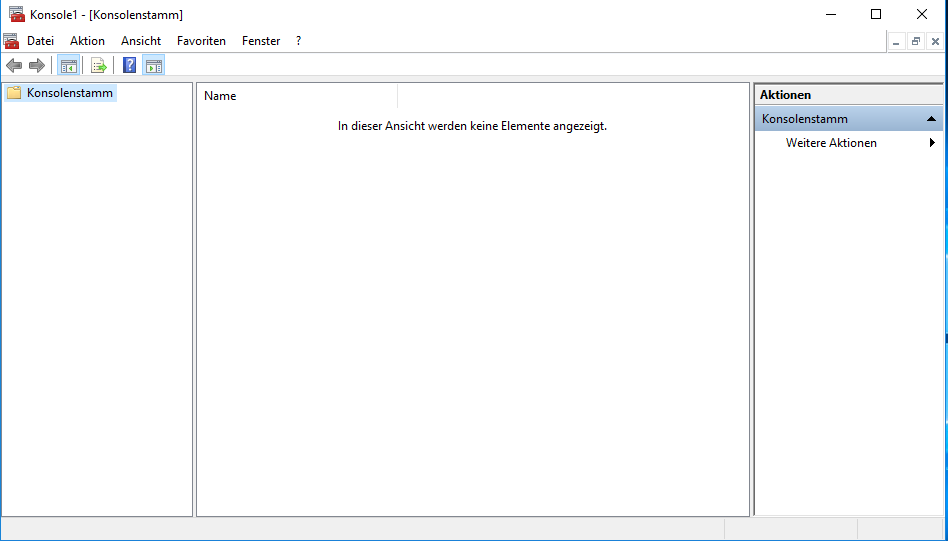 Konsole1 - [Konsolenstamm]
Datei Aktion Ansicht Favoriten Fenster ?
Konsolenstamm
Name
In dieser Ansicht werden keine Elemente angezeigt.
Aktionen
Konsolenstamm
Weitere Aktionen